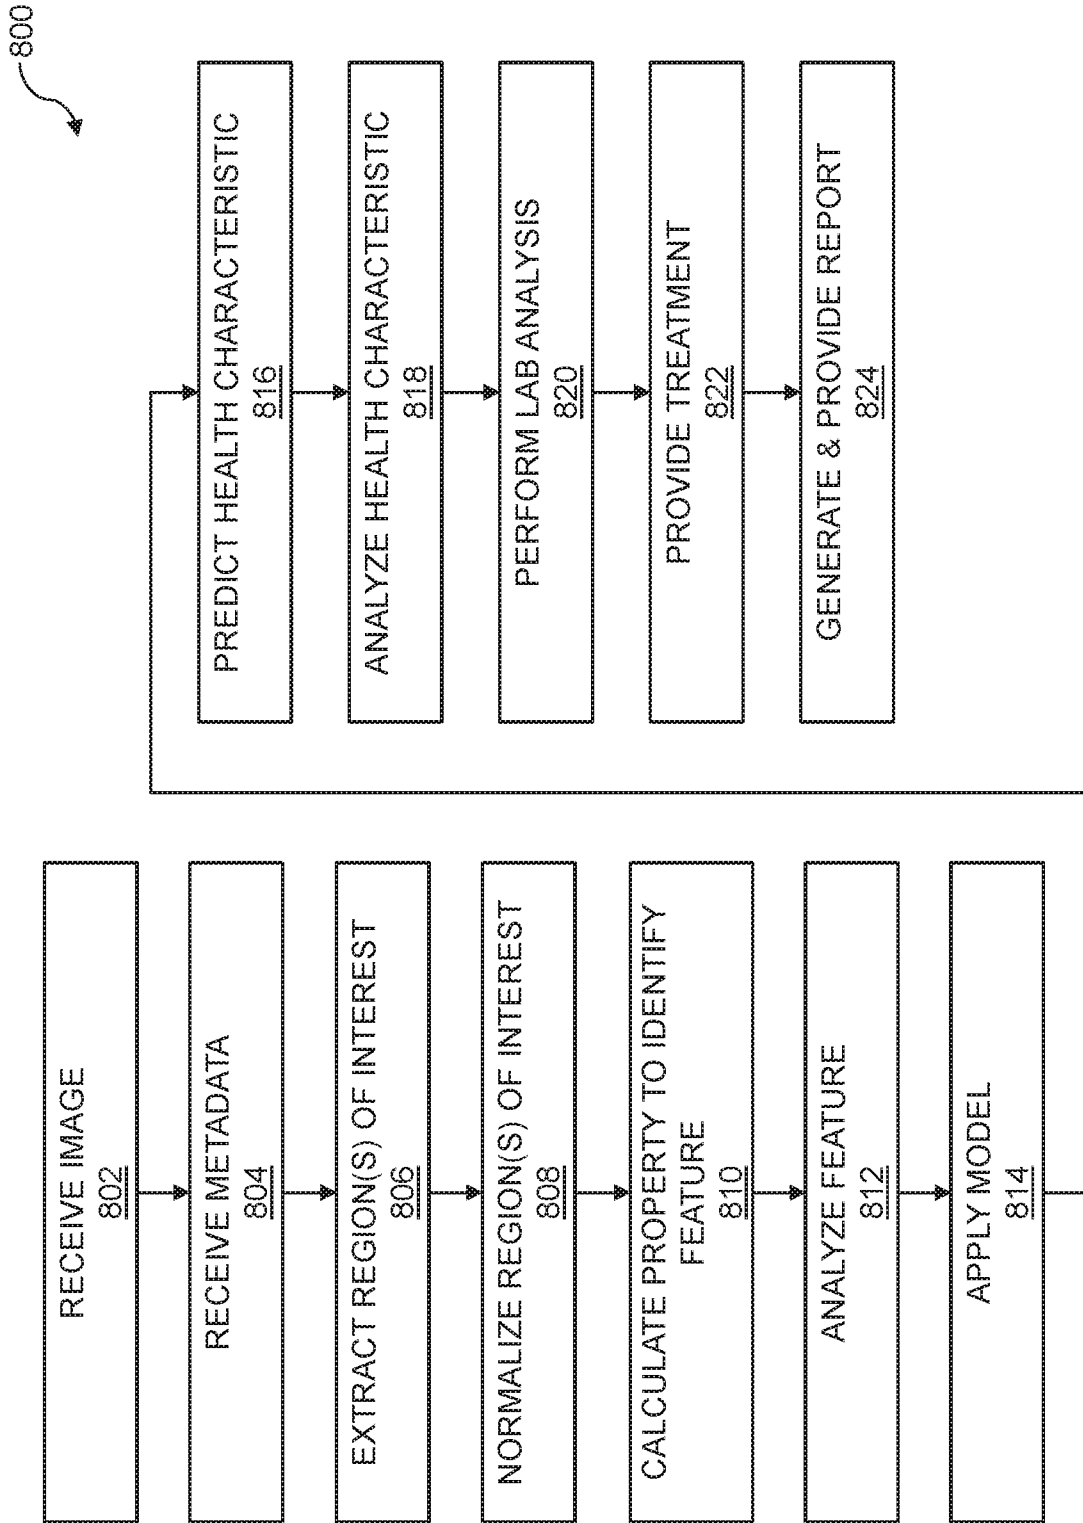 800
RECEIVE IMAGE
802
RECEIVE METADATA
804
EXTRACT REGION(S) OF INTEREST
806
NORMALIZE REGION(S) OF INTEREST
808
CALCULATE PROPERTY TO IDENTIFY
FEATURE
810
ANALYZE FEATURE
812
APPLY MODEL
814
PREDICT HEALTH CHARACTERISTIC
816
ANALYZE HEALTH CHARACTERISTIC
818
PERFORM LAB ANALYSIS
820
PROVIDE TREATMENT
822
GENERATE & PROVIDE REPORT
824